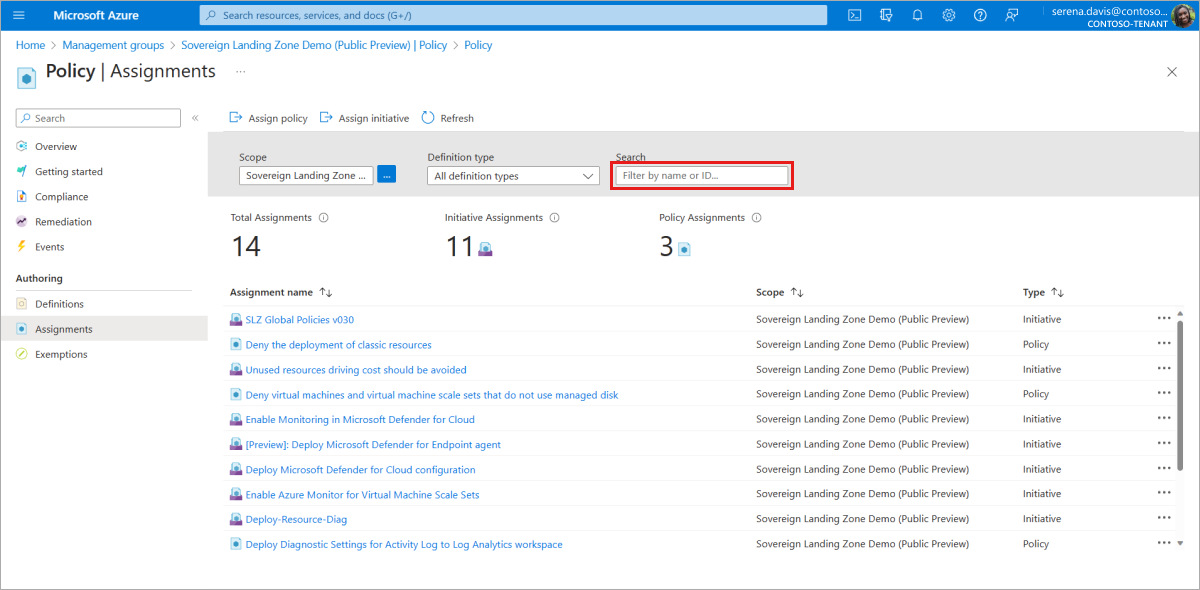 Microsoft Azure
Search resources, services, and docs (G+/)
serena.davis@contoso...
CONTOSO-TENANT
Home > Management groups > Sovereign Landing Zone Demo (Public Preview) | Policy > Policy
Policy | Assignments ...
Search
Overview
Getting started
Compliance
Remediation
Events
Authoring
Definitions
Assignments
Exemptions
Assign policy Assign initiative Refresh
Scope Definition type Search
Sovereign Landing Zone ... ... All definition types Filter by name or ID...
Total Assignments Initiative Assignments Policy Assignments
14 11 3
Assignment name Scope Type
SLZ Global Policies v030 Sovereign Landing Zone Demo (Public Preview) Initiative ...
Deny the deployment of classic resources Sovereign Landing Zone Demo (Public Preview) Policy ...
Unused resources driving cost should be avoided Sovereign Landing Zone Demo (Public Preview) Initiative ...
Deny virtual machines and virtual machine scale sets that do not use managed disk Sovereign Landing Zone Demo (Public Preview) Policy ...
Enable Monitoring in Microsoft Defender for Cloud Sovereign Landing Zone Demo (Public Preview) Initiative ...
[Preview]: Deploy Microsoft Defender for Endpoint agent Sovereign Landing Zone Demo (Public Preview) Initiative ...
Deploy Microsoft Defender for Cloud configuration Sovereign Landing Zone Demo (Public Preview) Initiative ...
Enable Azure Monitor for Virtual Machine Scale Sets Sovereign Landing Zone Demo (Public Preview) Initiative ...
Deploy-Resource-Diag Sovereign Landing Zone Demo (Public Preview) Initiative ...
Deploy Diagnostic Settings for Activity Log to Log Analytics workspace Sovereign Landing Zone Demo (Public Preview) Policy ...